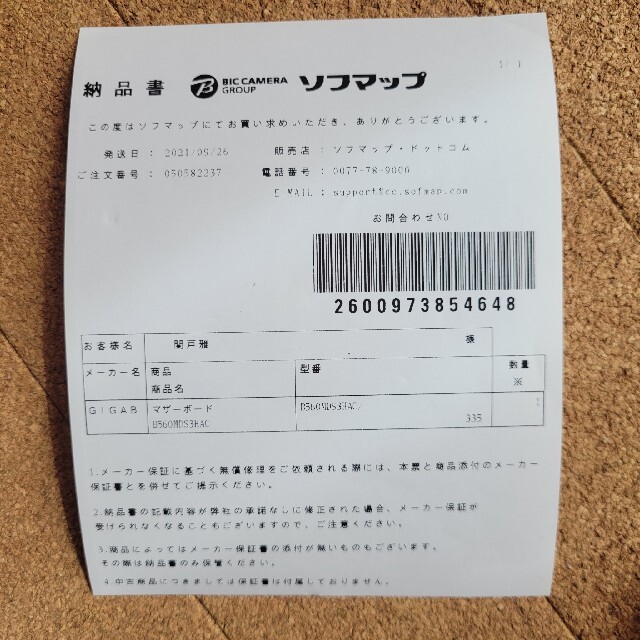 納品書 BIC CAMERA GROUP ソフマップ
この度はソフマップにてお買い求めいただき、ありがとうございます。
発送日 : 2021/09/26 販売店 : ソフマップ・ドットコム
ご注文番号 : 050582237 電話番号 : 0077-78-9000
E MAIL : support@co.sofmap.com
お問合わせNO
2600973854648
お客様名 関戸雅 様
メーカー名 商品 型番 数量
商品名 ※
GIGAB マザーボード B560MDS3HAC/ 1
B560MDS3HAC 335
1.メーカー保証に基づく無償修理をご依頼される際には、本票と商品添付のメーカー
保証書とを併せてご提示ください。
2.納品書の記載内容が弊社の承諾なしに修正された場合、メーカー保証が
受けられなくなることもございますので、ご注意ください。
3.商品によってはメーカー保証書の添付が無いものもございます。
その際は納品書のみ保管ください。
4.中古商品につきましては保証書は付属しておりません。